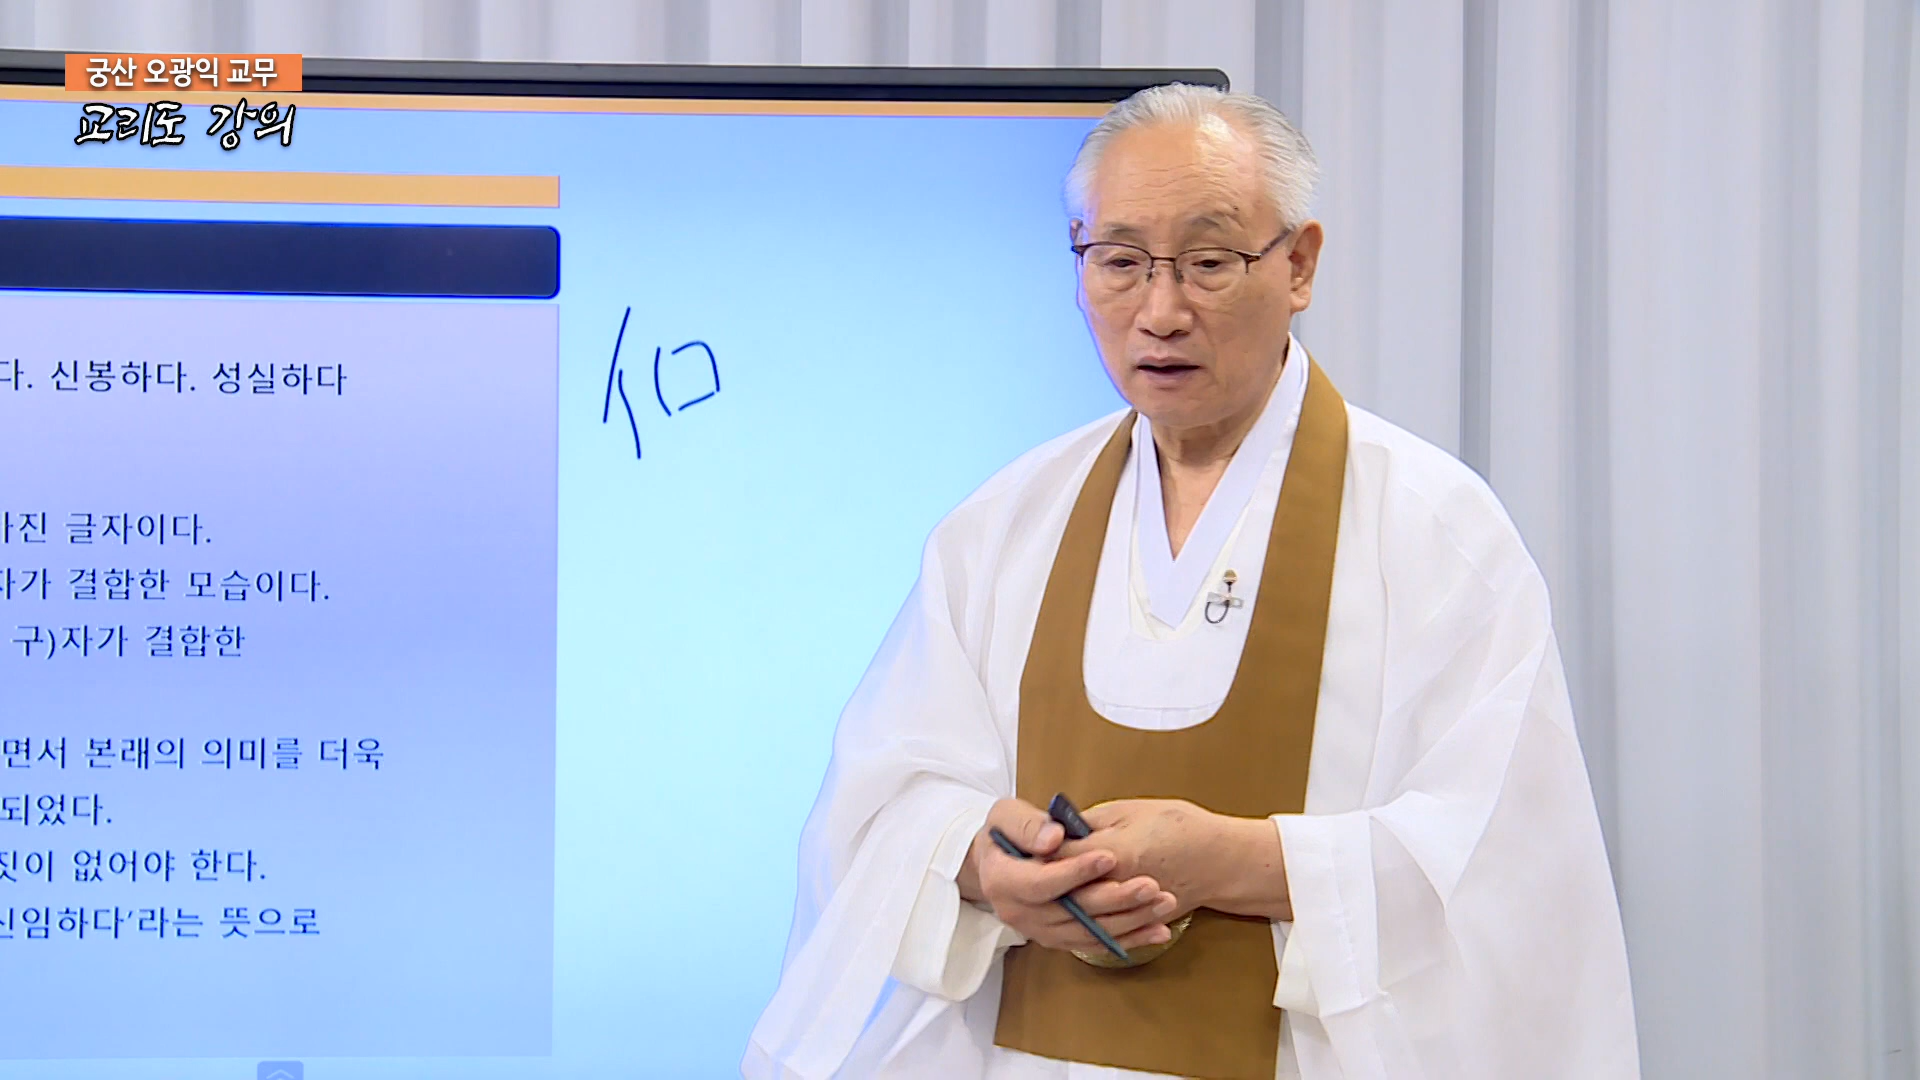 궁산 오광익 교무
교리도 강의
다. 신봉하다. 성실하다
진 글자이다.
자가 결합한 모습이다.
구)자가 결합한
면서 본래의 의미를 더욱
되었다.
짓이 없어야 한다.
신임하다'라는 뜻으로